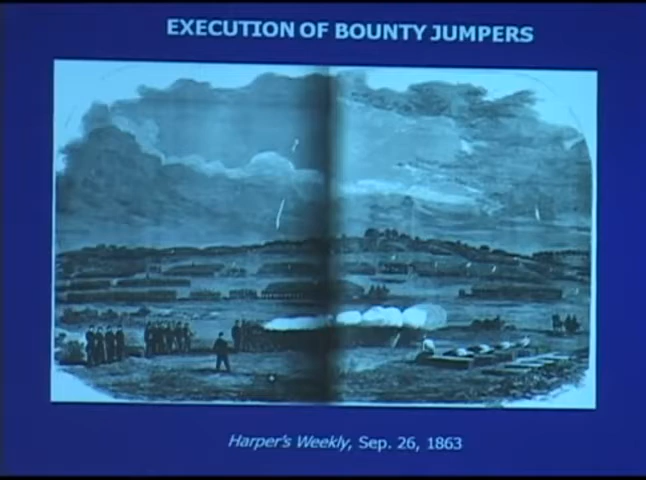 EXECUTION OF BOUNTY JUMPERS
Harper's Weekly, Sep. 26, 1863